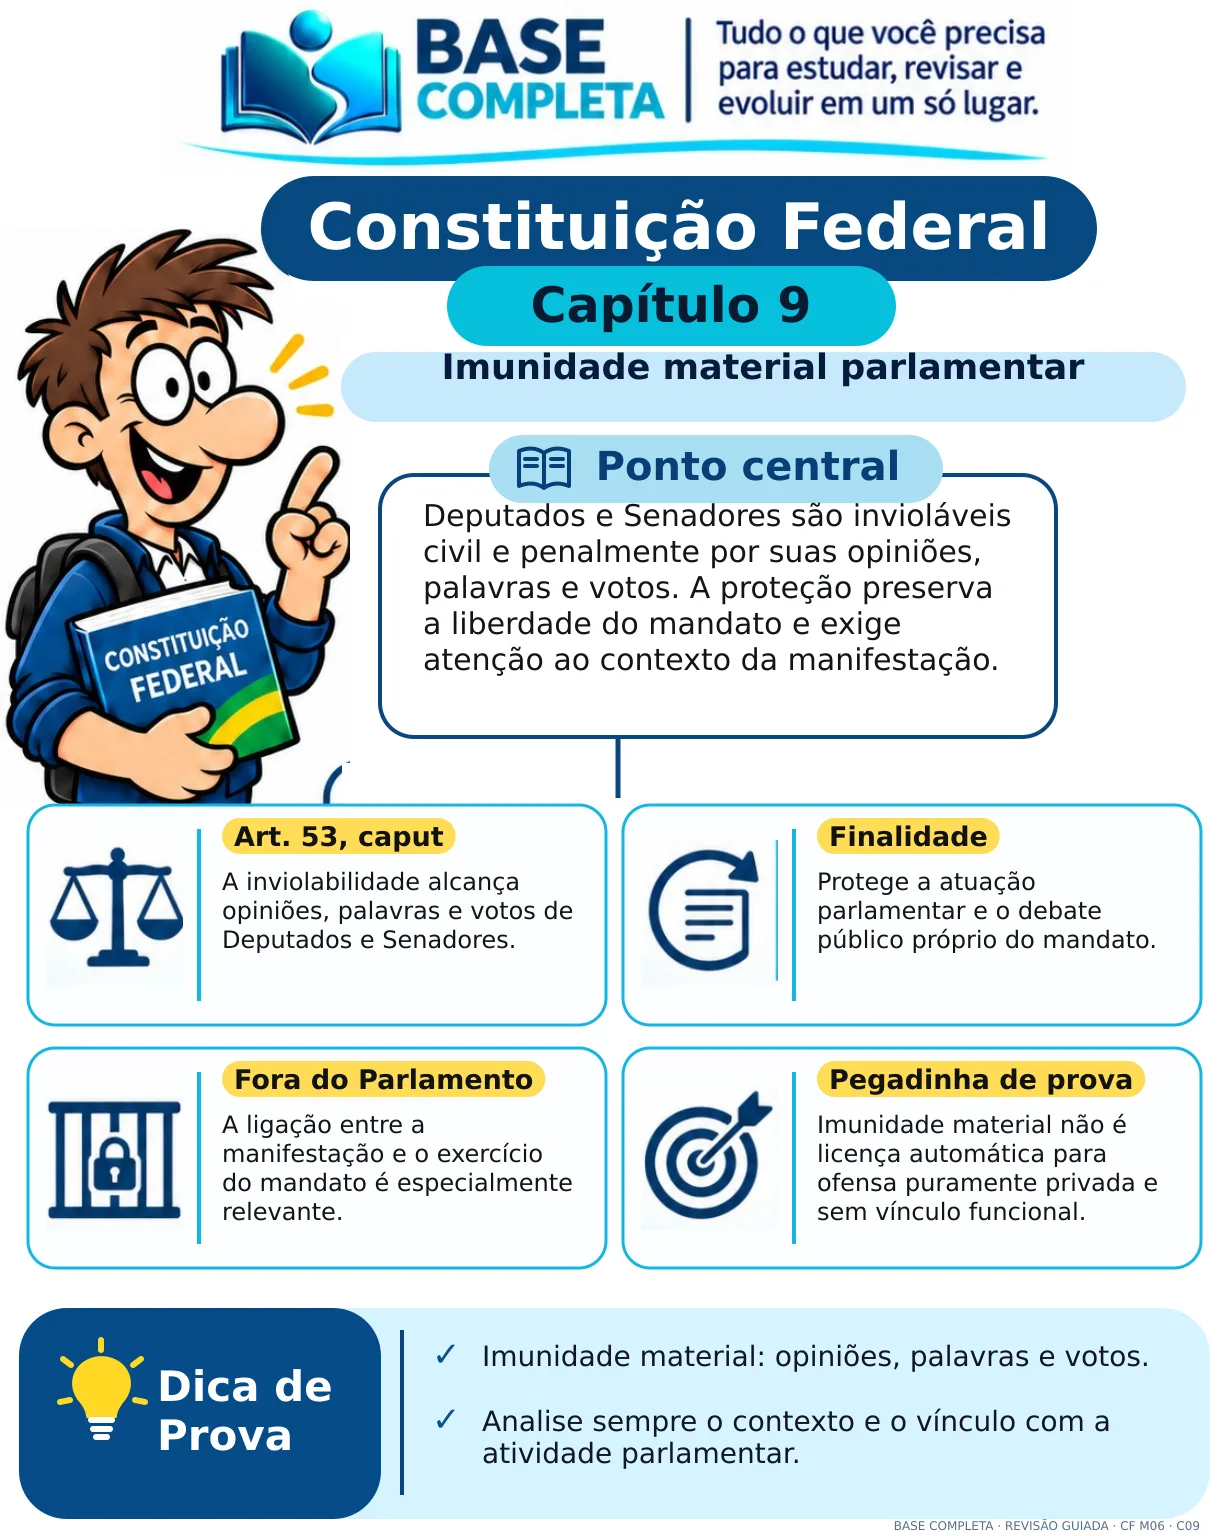 BASE
COMPLETA
Tudo o que você precisa
para estudar, revisar e
evoluir em um só lugar.
Constituição Federal
Capítulo 9
Imunidade material parlamentar
Ponto central
Deputados e Senadores são invioláveis
civil e penalmente por suas opiniões,
palavras e votos. A proteção preserva
a liberdade do mandato e exige
atenção ao contexto da manifestação.
CONSTITUIÇÃO
FEDERAL
Art. 53, caput
A inviolabilidade alcança
opiniões, palavras e votos de
Deputados e Senadores.
Finalidade
Protege a atuação
parlamentar e o debate
público próprio do mandato.
Fora do Parlamento
A ligação entre a
manifestação e o exercício
do mandato é especialmente
relevante.
Pegadinha de prova
Imunidade material não é
licença automática para
ofensa puramente privada e
sem vínculo funcional.
Dica de
Prova
✓ Imunidade material: opiniões, palavras e votos.
✓ Analise sempre o contexto e o vínculo com a
atividade parlamentar.
BASE COMPLETA · REVISÃO GUIADA · CF M06 · C09